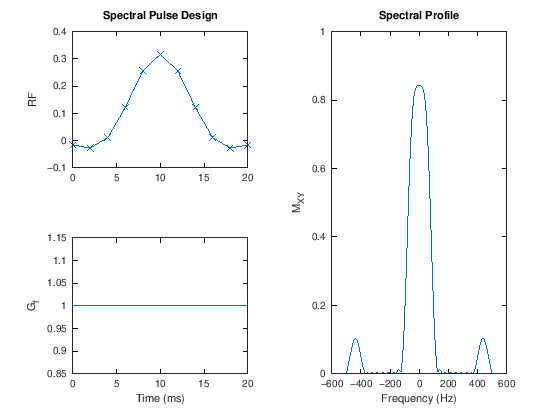 Spectral Pulse Design
0.4
0.3
0.2
0.1
0
−0.1
RF
0 5 10 15 20
1.15
1.1
1.05
1
0.95
0.9
0.85
G_f
0 5 10 15 20
Time (ms)
Spectral Profile
1
0.8
0.6
0.4
0.2
0
M_XY
−600 −400 −200 0 200 400 600
Frequency (Hz)